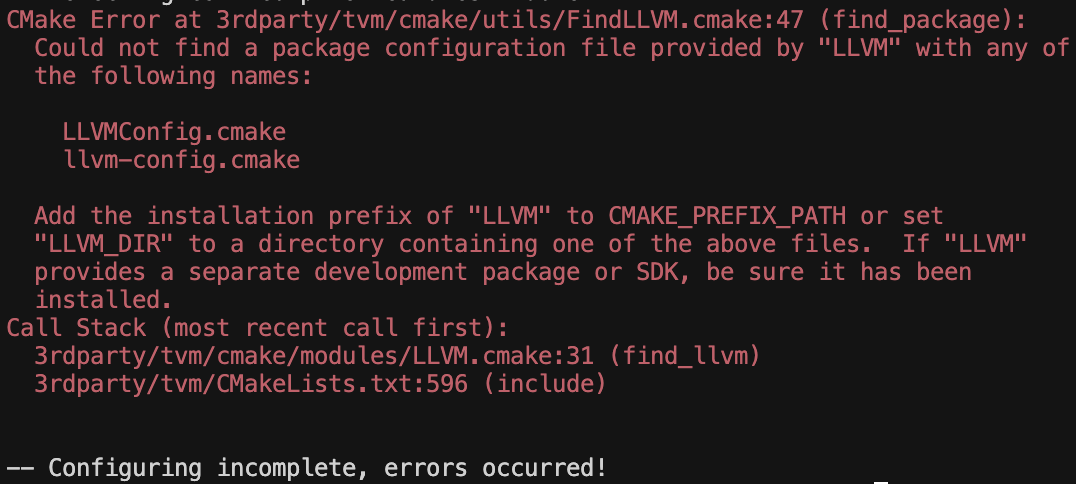 CMake Error at 3rdparty/tvm/cmake/utils/FindLLVM.cmake:47 (find_package):
  Could not find a package configuration file provided by "LLVM" with any of
  the following names:

    LLVMConfig.cmake
    llvm-config.cmake

  Add the installation prefix of "LLVM" to CMAKE_PREFIX_PATH or set
  "LLVM_DIR" to a directory containing one of the above files.  If "LLVM"
  provides a separate development package or SDK, be sure it has been
  installed.
Call Stack (most recent call first):
  3rdparty/tvm/cmake/modules/LLVM.cmake:31 (find_llvm)
  3rdparty/tvm/CMakeLists.txt:596 (include)

-- Configuring incomplete, errors occurred!